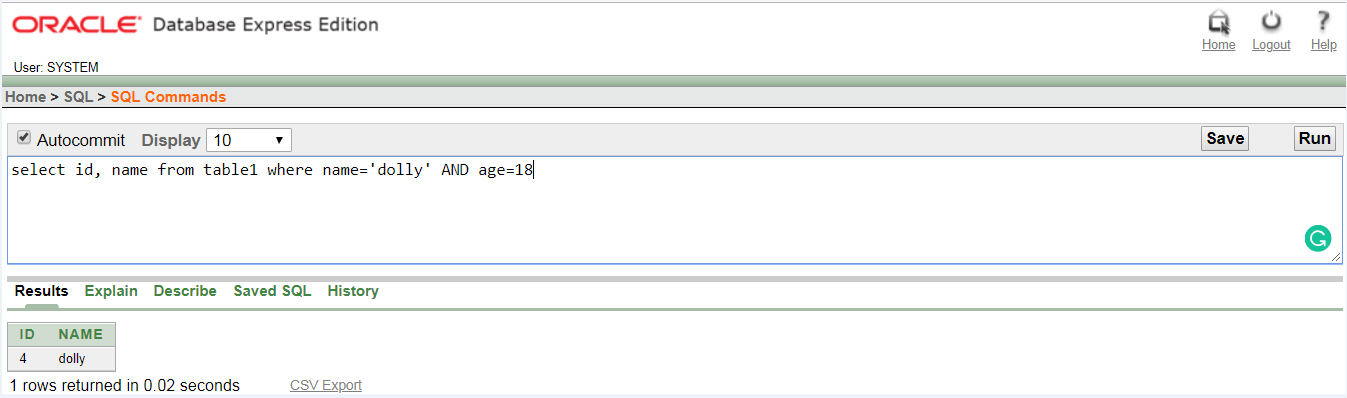 ORACLE® Database Express Edition
Home Logout Help
User: SYSTEM
Home > SQL > SQL Commands
Autocommit Display 10 Save Run
select id, name from table1 where name='dolly' AND age=18
Results Explain Describe Saved SQL History
ID NAME
4 dolly
1 rows returned in 0.02 seconds CSV Export